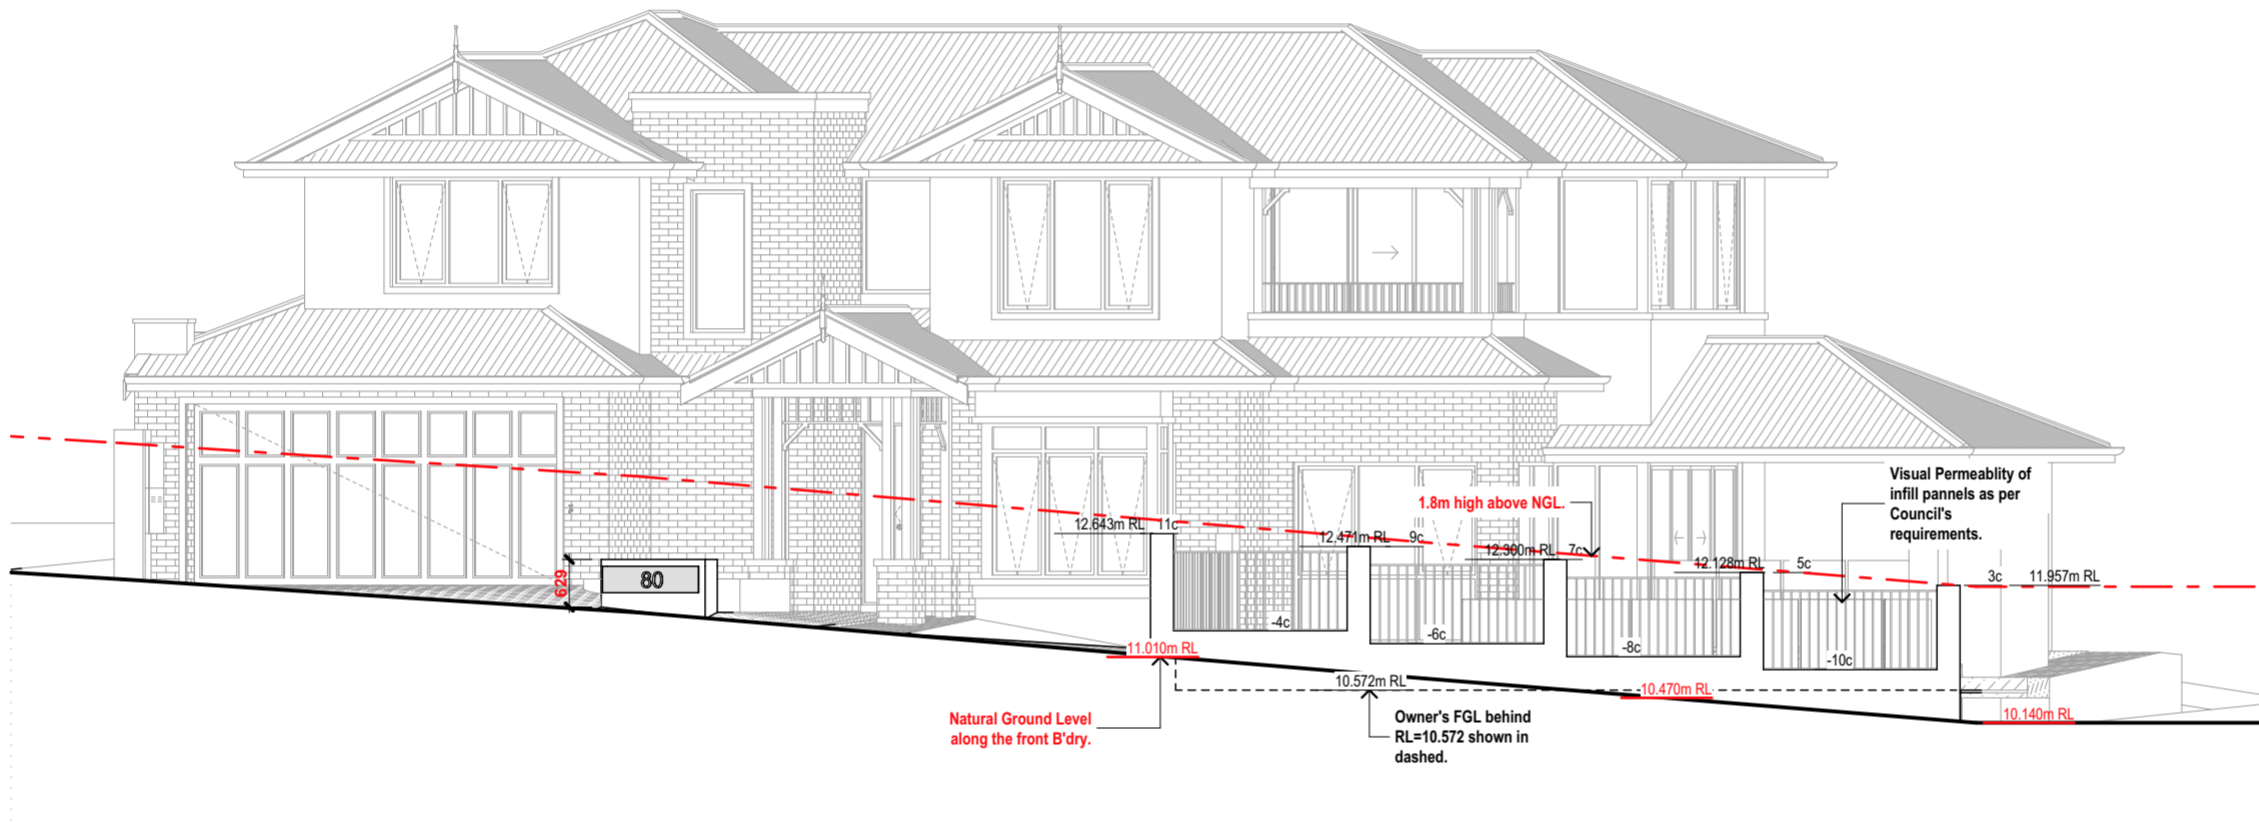 Visual Permeablity of
infill pannels as per
Council's
requirements.
1.8m high above NGL.
12.643m RL 11c
12.471m RL 9c
12.300m RL 7c
12.128m RL 5c
3c 11.957m RL
629
80
-4c
-6c
-8c
-10c
11.010m RL
10.572m RL
10.470m RL
10.140m RL
Natural Ground Level
along the front B'dry.
Owner's FGL behind
RL=10.572 shown in
dashed.